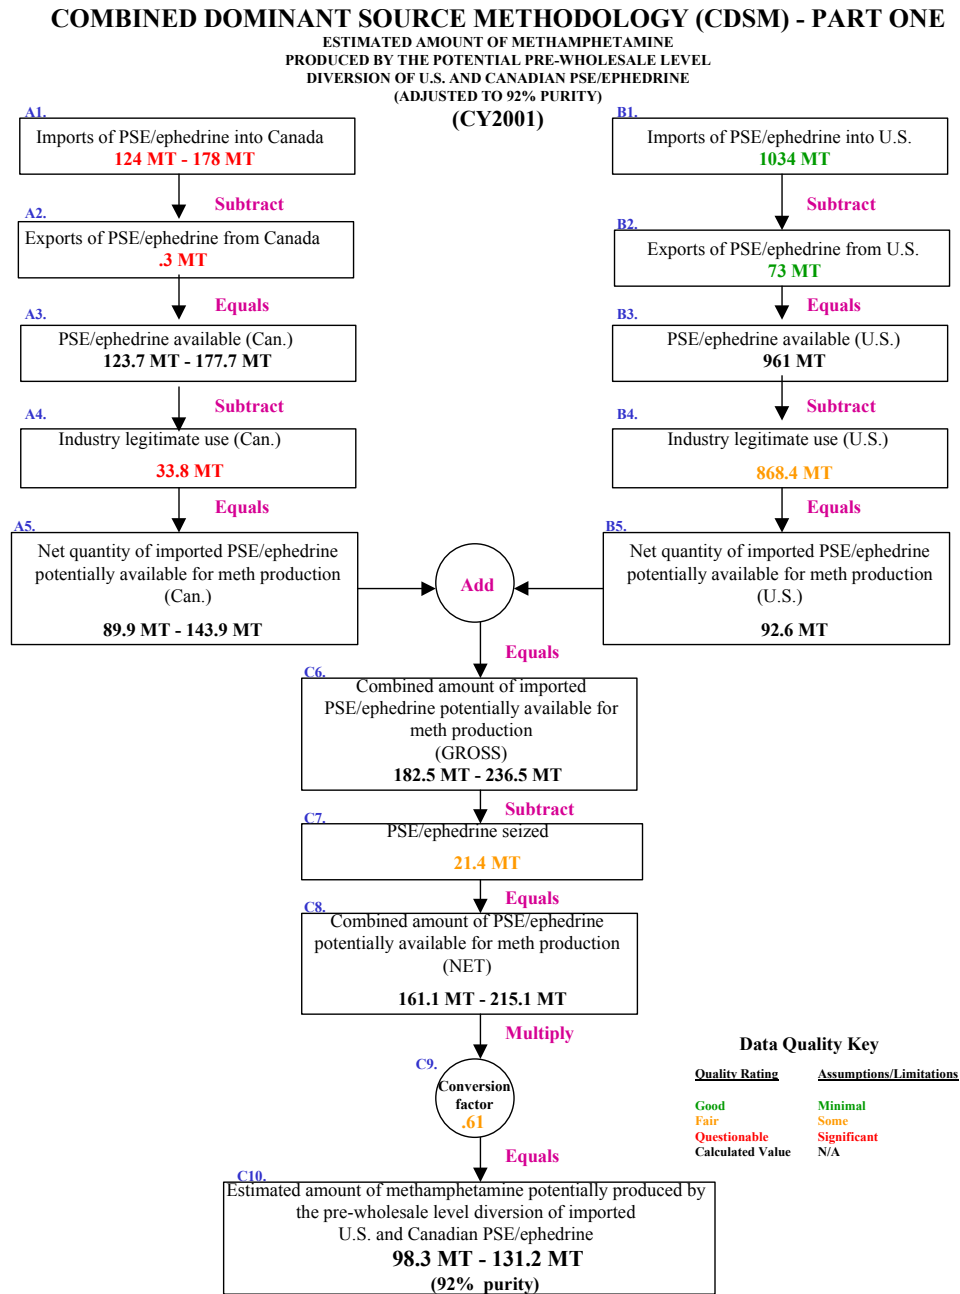 COMBINED DOMINANT SOURCE METHODOLOGY (CDSM) - PART ONE
ESTIMATED AMOUNT OF METHAMPHETAMINE
PRODUCED BY THE POTENTIAL PRE-WHOLESALE LEVEL
DIVERSION OF U.S. AND CANADIAN PSE/EPHEDRINE
(ADJUSTED TO 92% PURITY)
(CY2001)
A1.
Imports of PSE/ephedrine into Canada
124 MT - 178 MT
Subtract
A2.
Exports of PSE/ephedrine from Canada
.3 MT
Equals
A3.
PSE/ephedrine available (Can.)
123.7 MT - 177.7 MT
Subtract
A4.
Industry legitimate use (Can.)
33.8 MT
Equals
A5.
Net quantity of imported PSE/ephedrine
potentially available for meth production
(Can.)
89.9 MT - 143.9 MT
B1.
Imports of PSE/ephedrine into U.S.
1034 MT
Subtract
B2.
Exports of PSE/ephedrine from U.S.
73 MT
Equals
B3.
PSE/ephedrine available (U.S.)
961 MT
Subtract
B4.
Industry legitimate use (U.S.)
868.4 MT
Equals
B5.
Net quantity of imported PSE/ephedrine
potentially available for meth production
(U.S.)
92.6 MT
Add
Equals
C6.
Combined amount of imported
PSE/ephedrine potentially available for
meth production
(GROSS)
182.5 MT - 236.5 MT
Subtract
C7.
PSE/ephedrine seized
21.4 MT
Equals
C8.
Combined amount of PSE/ephedrine
potentially available for meth production
(NET)
161.1 MT - 215.1 MT
Multiply
C9.
Conversion
factor
.61
Equals
C10.
Estimated amount of methamphetamine potentially produced by
the pre-wholesale level diversion of imported
U.S. and Canadian PSE/ephedrine
98.3 MT - 131.2 MT
(92% purity)
Data Quality Key
Quality Rating Assumptions/Limitations
Good Minimal
Fair Some
Questionable Significant
Calculated Value N/A